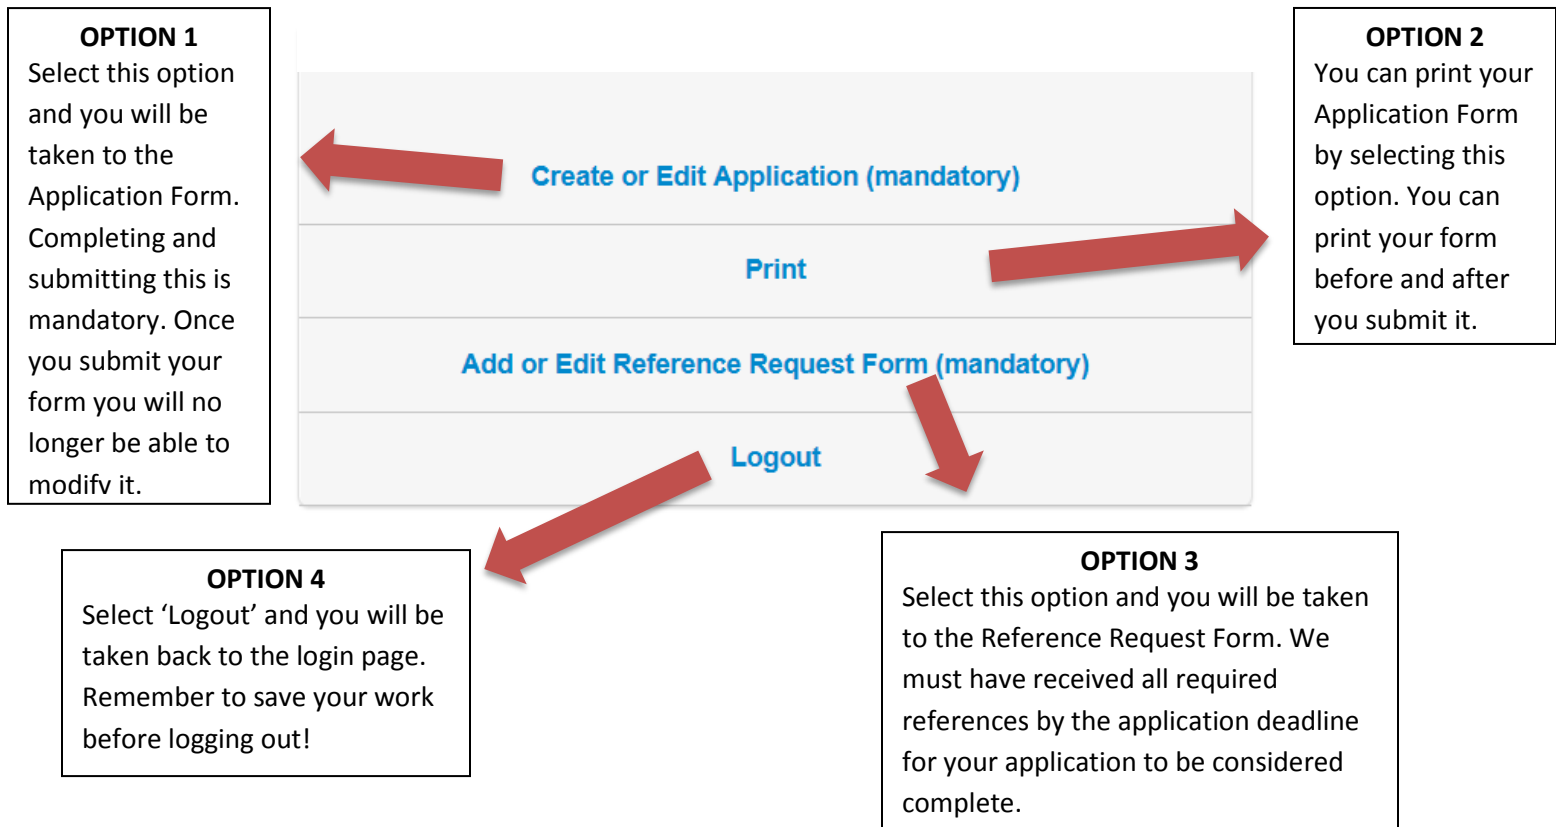 OPTION 1
Select this option
and you will be
taken to the
Application Form.
Completing and
submitting this is
mandatory. Once
you submit your
form you will no
longer be able to
modify it.
Create or Edit Application (mandatory)
Print
Add or Edit Reference Request Form (mandatory)
Logout
OPTION 2
You can print your
Application Form
by selecting this
option. You can
print your form
before and after
you submit it.
OPTION 4
Select ‘Logout’ and you will be
taken back to the login page.
Remember to save your work
before logging out!
OPTION 3
Select this option and you will be taken
to the Reference Request Form. We
must have received all required
references by the application deadline
for your application to be considered
complete.